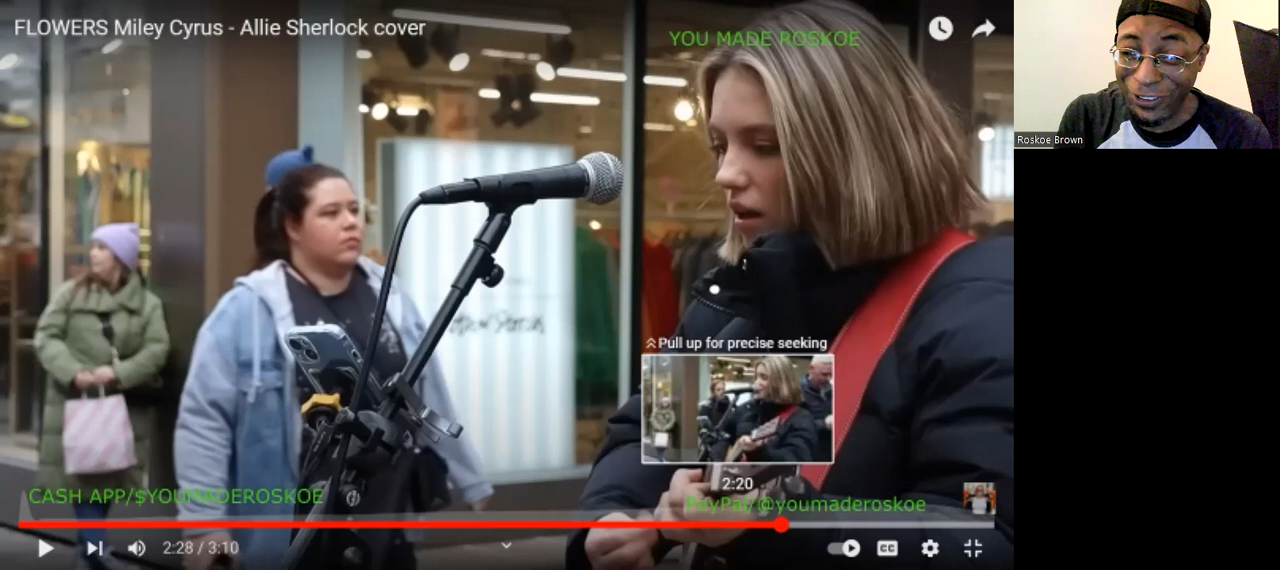 FLOWERS Miley Cyrus - Allie Sherlock cover
YOU MADE ROSKOE
Roskoe Brown
Pull up for precise seeking
2:20
CASH APP/$YOUMADEROSKOE
PayPal/@youmaderoskoe
2:28 / 3:10
CC